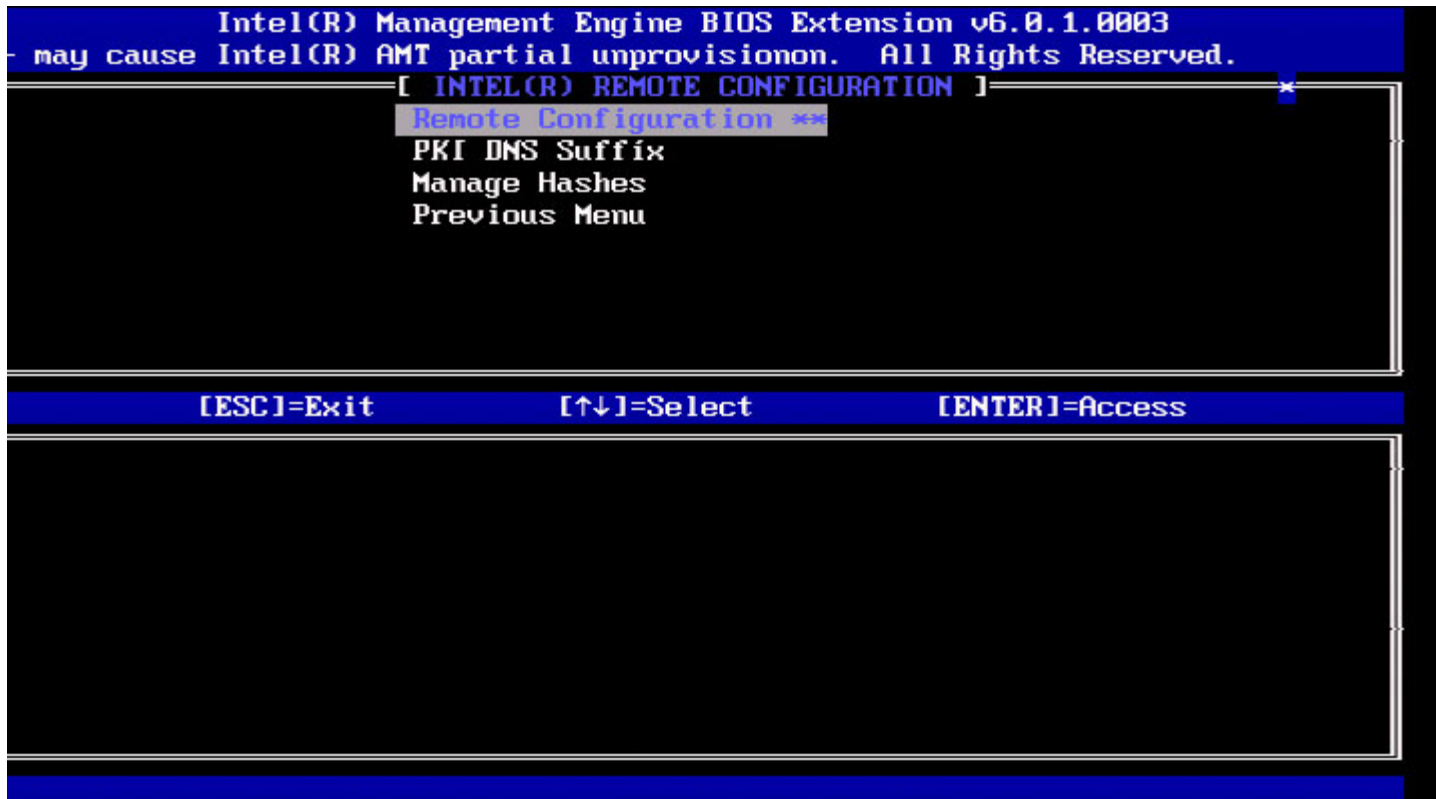 Intel(R) Management Engine BIOS Extension v6.0.1.0003
- may cause Intel(R) AMT partial unprovisionon. All Rights Reserved.
[ INTEL(R) REMOTE CONFIGURATION ] *
Remote Configuration **
PKI DNS Suffix
Manage Hashes
Previous Menu
[ESC]=Exit [↑↓]=Select [ENTER]=Access